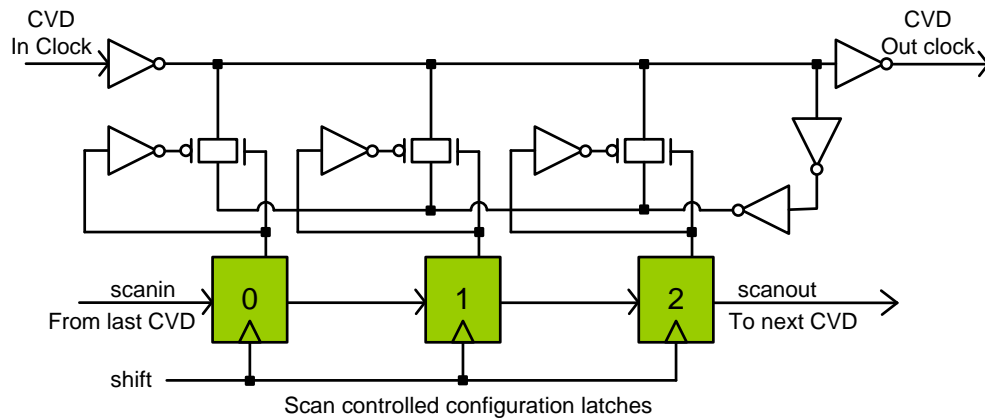 CVD
In Clock
CVD
Out clock
0
1
2
scanin
From last CVD
scanout
To next CVD
shift
Scan controlled configuration latches